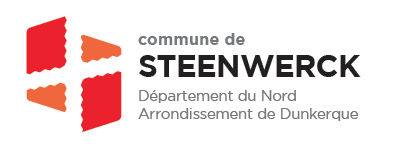 commune de
STEENWERCK
Département du Nord
Arrondissement de Dunkerque